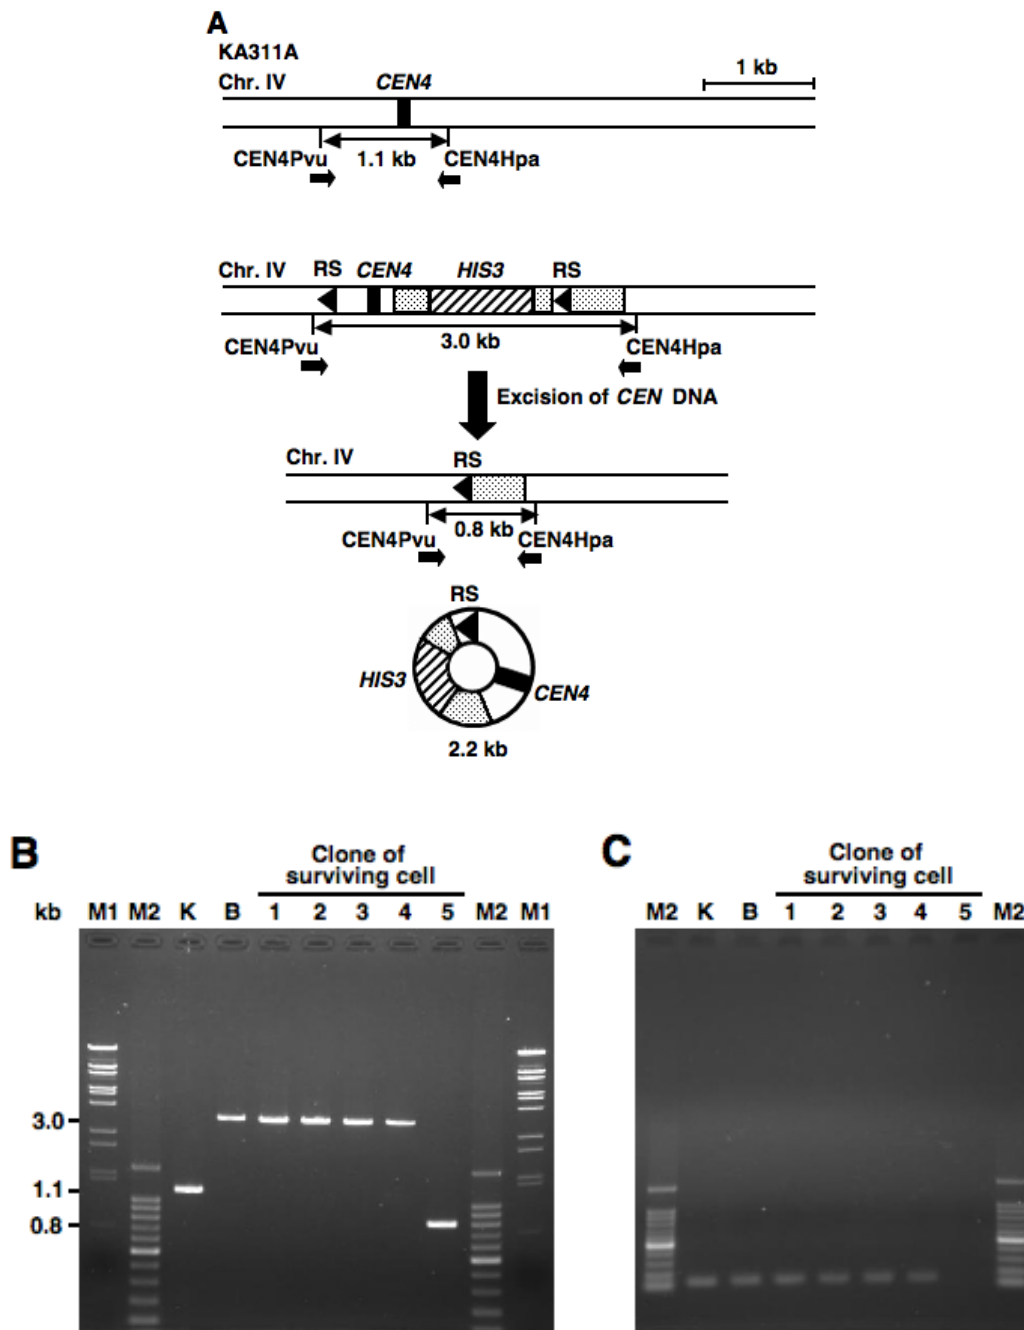 A
KA311A
Chr. IV CEN4 1 kb
CEN4Pvu 1.1 kb CEN4Hpa
Chr. IV RS CEN4 HIS3 RS
3.0 kb
CEN4Pvu CEN4Hpa
Excision of CEN DNA
Chr. IV RS
0.8 kb
CEN4Pvu CEN4Hpa
RS
HIS3 CEN4
2.2 kb
B
Clone of
surviving cell
kb M1 M2 K B 1 2 3 4 5 M2 M1
3.0
1.1
0.8
C
Clone of
surviving cell
M2 K B 1 2 3 4 5 M2